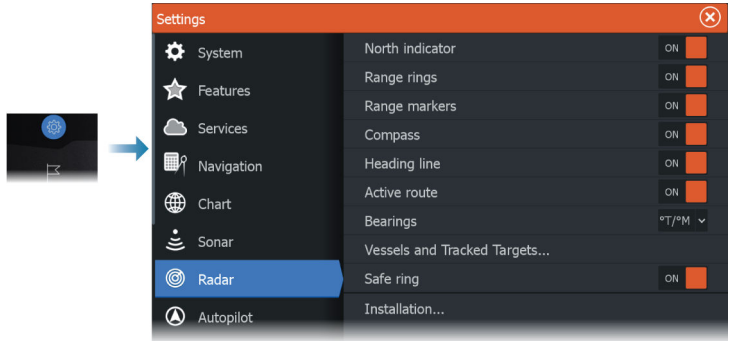 Settings
System
Features
Services
Navigation
Chart
Sonar
Radar
Autopilot
North indicator ON
Range rings ON
Range markers ON
Compass ON
Heading line ON
Active route ON
Bearings °T/°M
Vessels and Tracked Targets...
Safe ring ON
Installation...